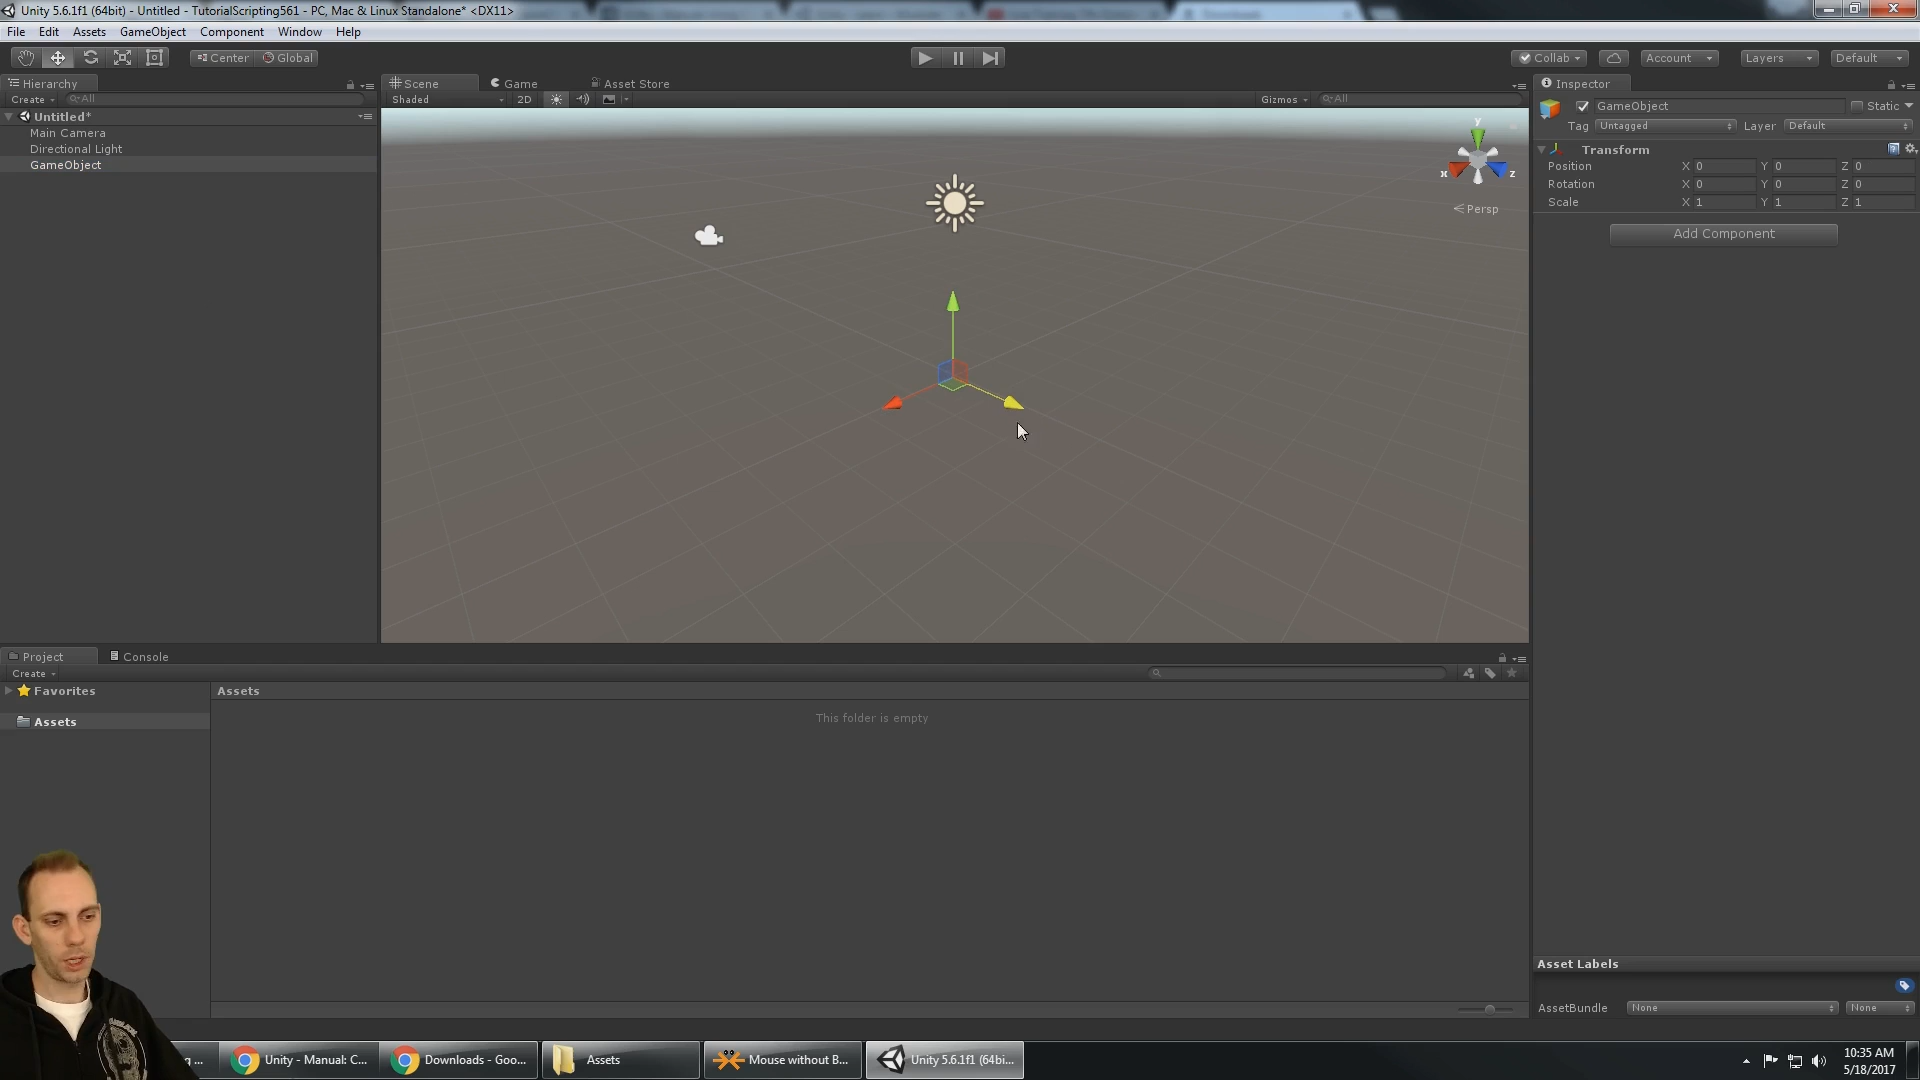 Unity 5.6.1f1 (64bit) - Untitled - TutorialScripting561 - PC, Mac & Linux Standalone* <DX11>
File Edit Assets GameObject Component Window Help
Center Global Collab Account Layers Default
Hierarchy
Create All
Untitled*
Main Camera
Directional Light
GameObject
Scene Game Asset Store
Shaded 2D Gizmos All
y
x z
Persp
Inspector
GameObject Static
Tag Untagged Layer Default
Transform
Position X 0 Y 0 Z 0
Rotation X 0 Y 0 Z 0
Scale X 1 Y 1 Z 1
Add Component
Project Console
Create
Favorites
Assets
Assets
This folder is empty
Asset Labels
AssetBundle None None
Unity - Manual: C...
Downloads - Goo...
Assets
Mouse without B...
Unity 5.6.1f1 (64bi...
10:35 AM
5/18/2017